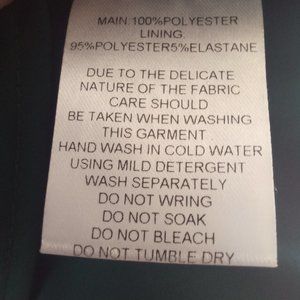 MAIN:100%POLYESTER
LINING:
95%POLYESTER5%ELASTANE
DUE TO THE DELICATE
NATURE OF THE FABRIC
CARE SHOULD
BE TAKEN WHEN WASHING
THIS GARMENT.
HAND WASH IN COLD WATER
USING MILD DETERGENT
WASH SEPARATELY
DO NOT WRING
DO NOT SOAK
DO NOT BLEACH
DO NOT TUMBLE DRY